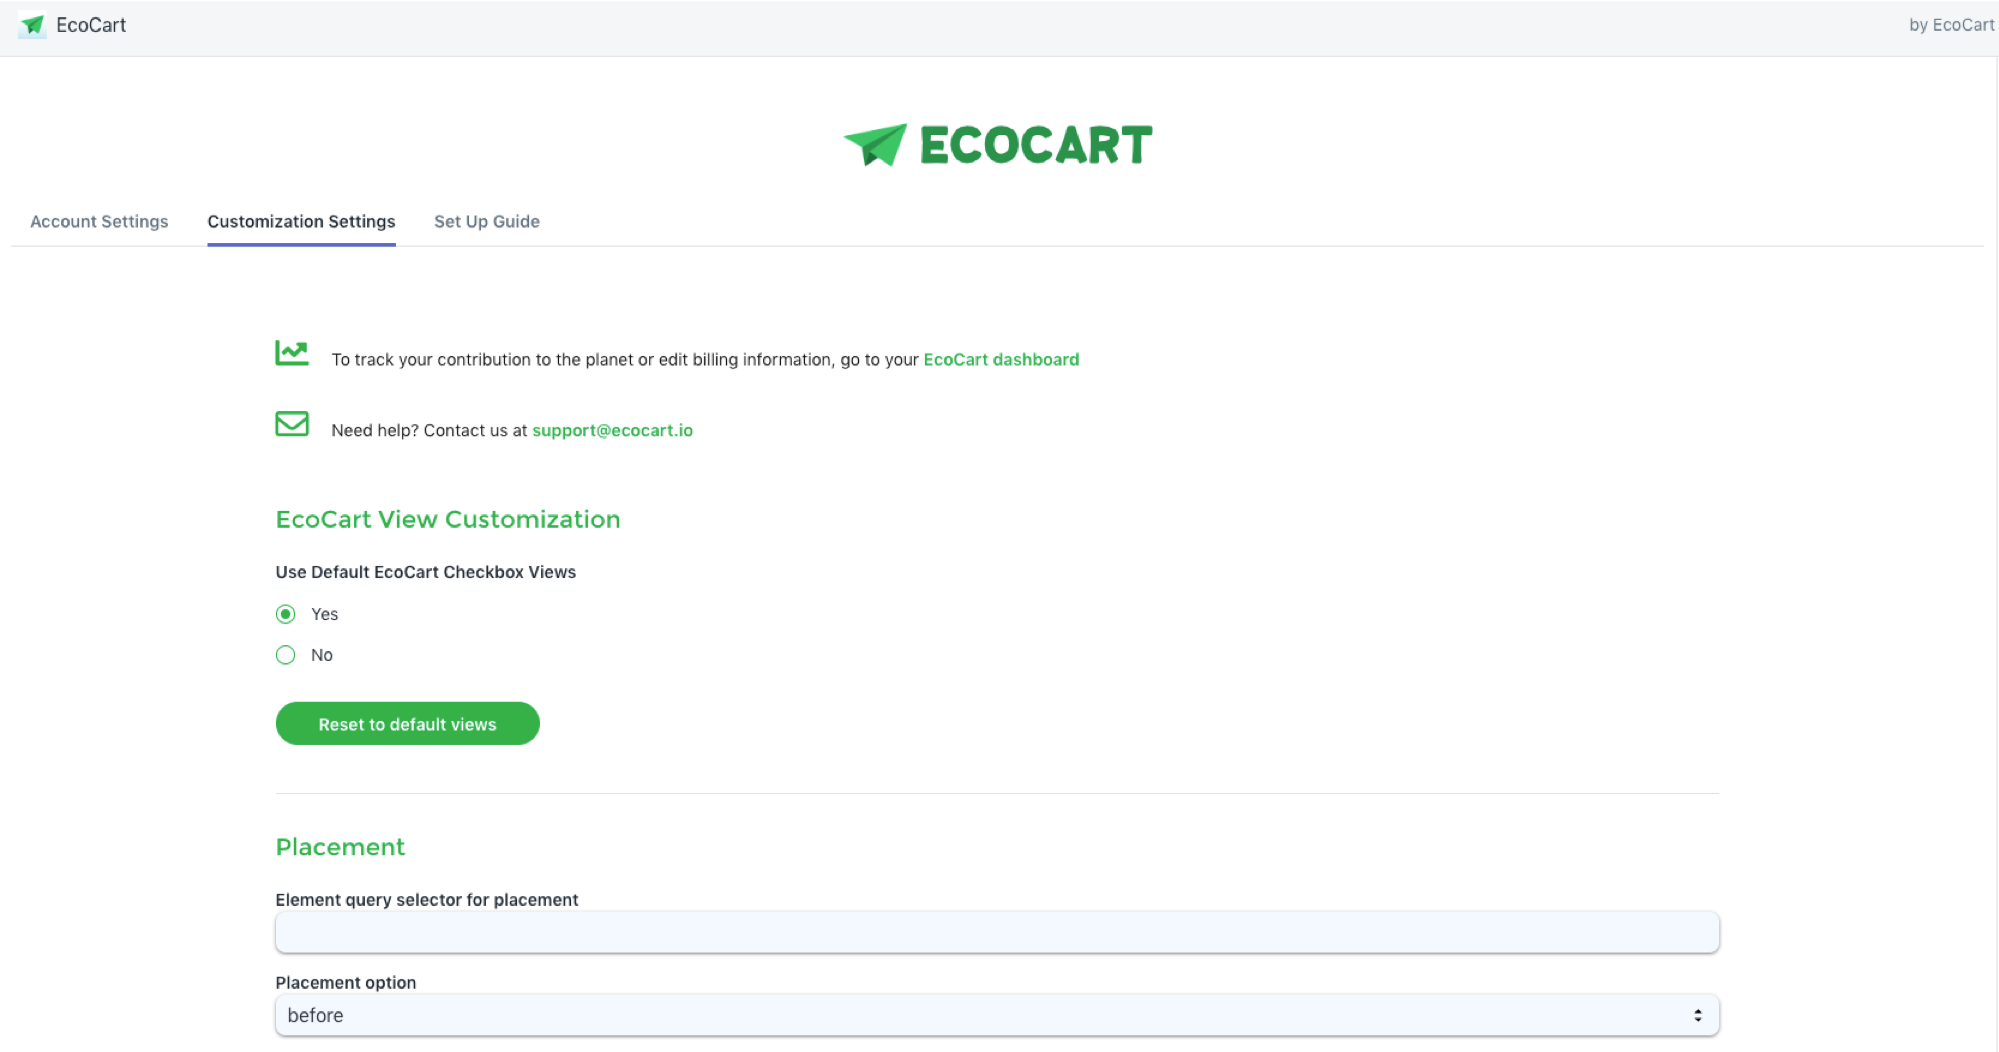 EcoCart
by EcoCart
ECOCART
Account Settings
Customization Settings
Set Up Guide
To track your contribution to the planet or edit billing information, go to your EcoCart dashboard
Need help? Contact us at support@ecocart.io
EcoCart View Customization
Use Default EcoCart Checkbox Views
Yes
No
Reset to default views
Placement
Element query selector for placement
Placement option
before